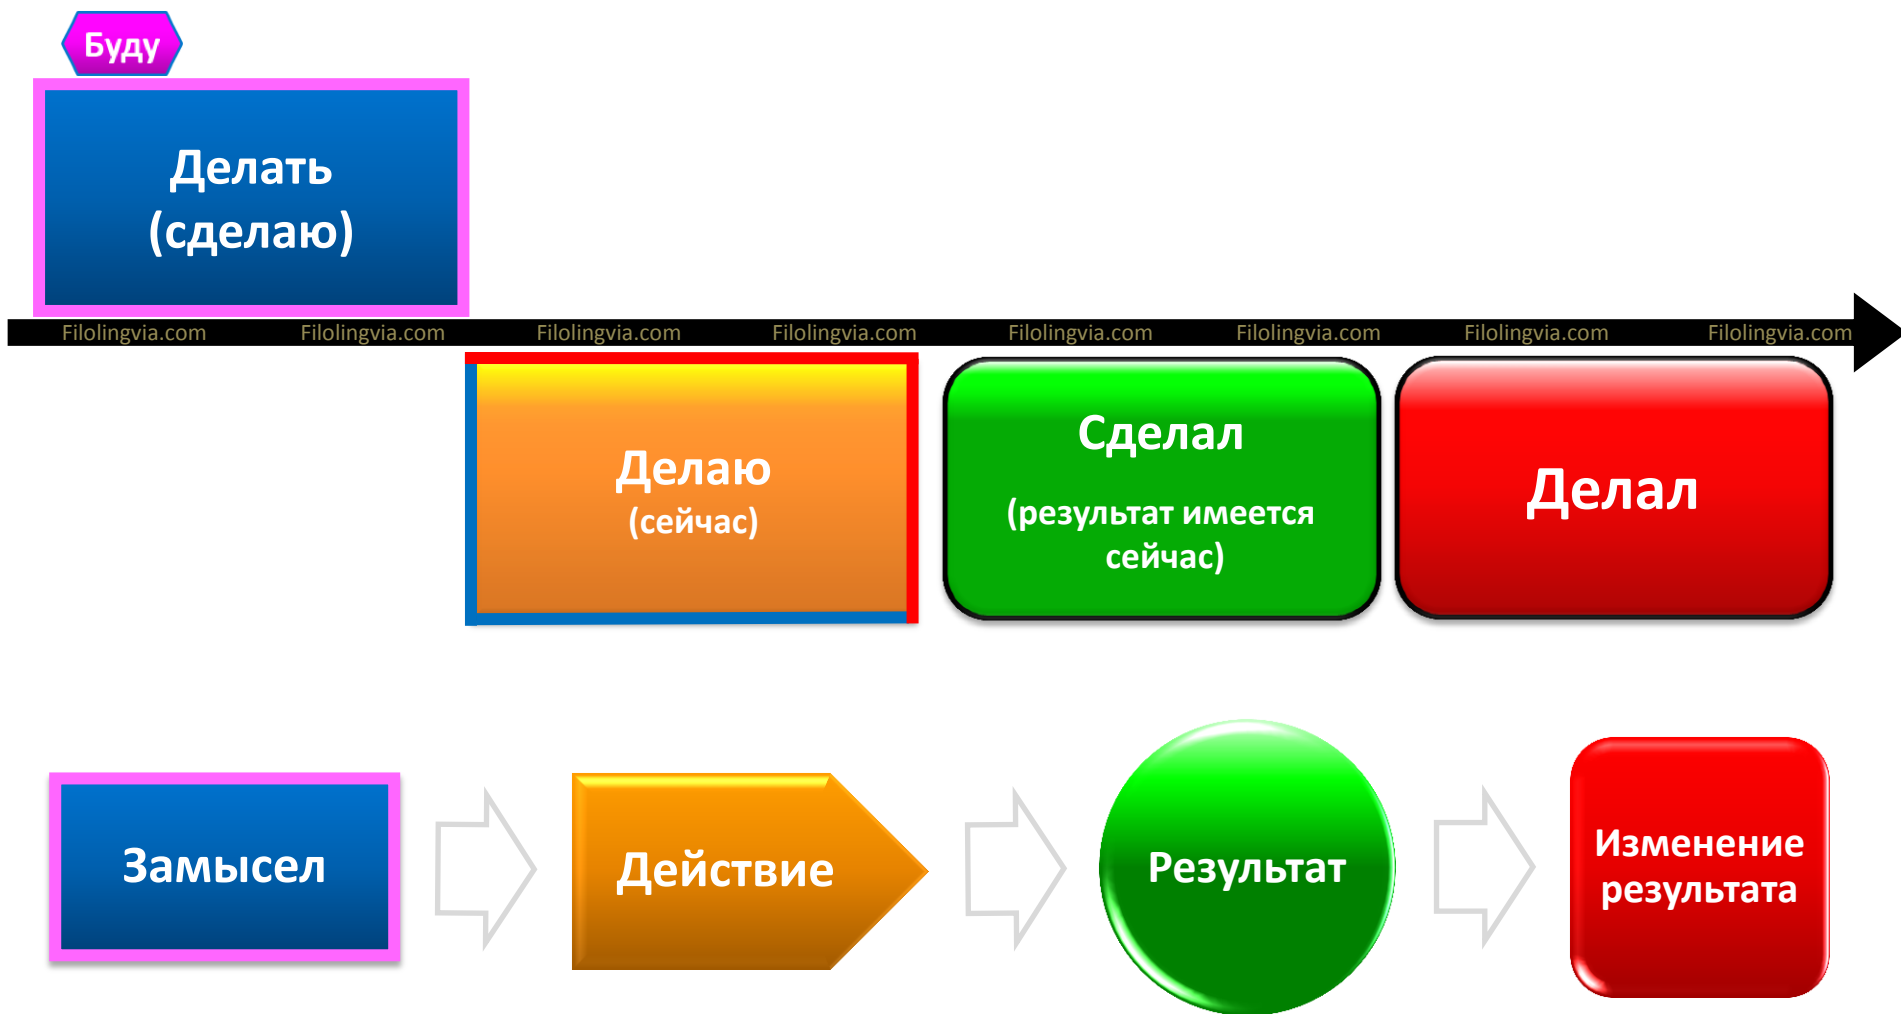 Буду
Делать
(сделаю)
Filolingvia.com Filolingvia.com Filolingvia.com Filolingvia.com Filolingvia.com Filolingvia.com Filolingvia.com Filolingvia.com
Делаю
(сейчас)
Сделал
(результат имеется
сейчас)
Делал
Замысел
Действие
Результат
Изменение
результата